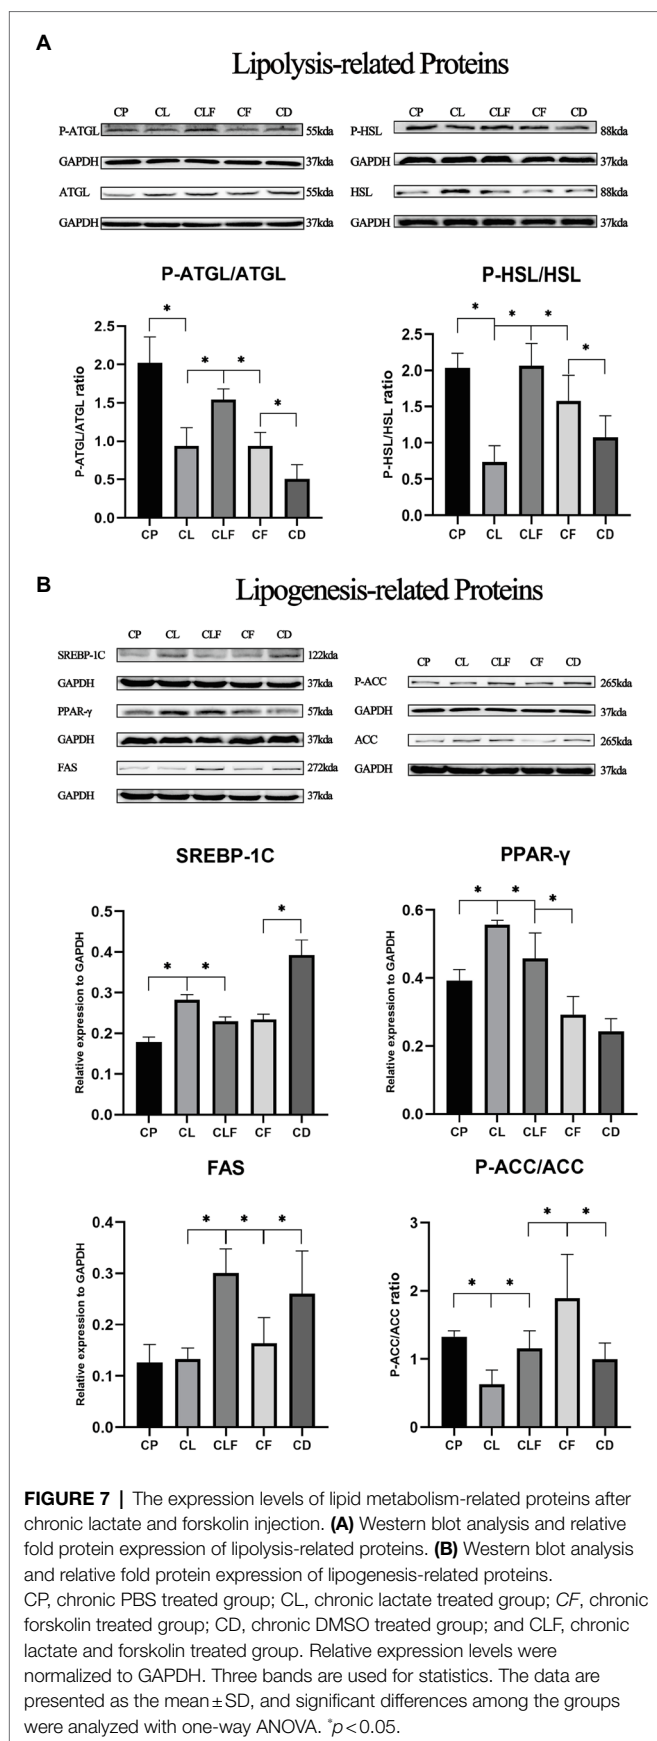 A
Lipolysis-related Proteins
CP CL CLF CF CD
P-ATGL 55kda
GAPDH 37kda
ATGL 55kda
GAPDH 37kda
CP CL CLF CF CD
P-HSL 88kda
GAPDH 37kda
HSL 88kda
GAPDH 37kda
P-ATGL/ATGL
P-ATGL/ATGL ratio
2.5
2.0
1.5
1.0
0.5
0.0
* * * *
CP CL CLF CF CD
P-HSL/HSL
P-HSL/HSL ratio
2.5
2.0
1.5
1.0
0.5
0.0
* * * *
CP CL CLF CF CD
B
Lipogenesis-related Proteins
CP CL CLF CF CD
SREBP-1C 122kda
GAPDH 37kda
PPAR-γ 57kda
GAPDH 37kda
FAS 272kda
GAPDH 37kda
CP CL CLF CF CD
P-ACC 265kda
GAPDH 37kda
ACC 265kda
GAPDH 37kda
SREBP-1C
Relative expression to GAPDH
0.5
0.4
0.3
0.2
0.1
0.0
* * *
CP CL CLF CF CD
PPAR-γ
Relative expression to GAPDH
0.6
0.4
0.2
0.0
* * *
CP CL CLF CF CD
FAS
Relative expression to GAPDH
0.4
0.3
0.2
0.1
0.0
* * *
CP CL CLF CF CD
P-ACC/ACC
P-ACC/ACC ratio
3
2
1
0
* * * *
CP CL CLF CF CD
FIGURE 7 | The expression levels of lipid metabolism-related proteins after
chronic lactate and forskolin injection. (A) Western blot analysis and relative
fold protein expression of lipolysis-related proteins. (B) Western blot analysis
and relative fold protein expression of lipogenesis-related proteins.
CP, chronic PBS treated group; CL, chronic lactate treated group; CF, chronic
forskolin treated group; CD, chronic DMSO treated group; and CLF, chronic
lactate and forskolin treated group. Relative expression levels were
normalized to GAPDH. Three bands are used for statistics. The data are
presented as the mean ± SD, and significant differences among the groups
were analyzed with one-way ANOVA. *p < 0.05.